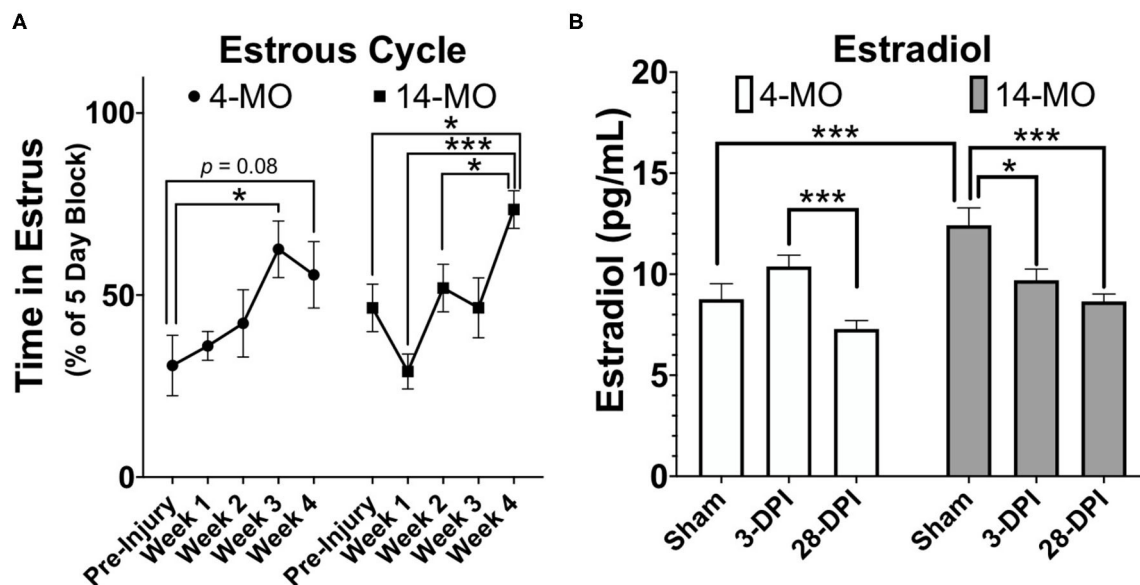 A
Estrous Cycle
4-MO 14-MO
Time in Estrus
(% of 5 Day Block)
100
50
0
p = 0.08
*
*
***
*
Pre-Injury
Week 1
Week 2
Week 3
Week 4
Pre-Injury
Week 1
Week 2
Week 3
Week 4
B
Estradiol
4-MO 14-MO
Estradiol (pg/mL)
20
15
10
5
0
***
***
***
*
Sham
3-DPI
28-DPI
Sham
3-DPI
28-DPI